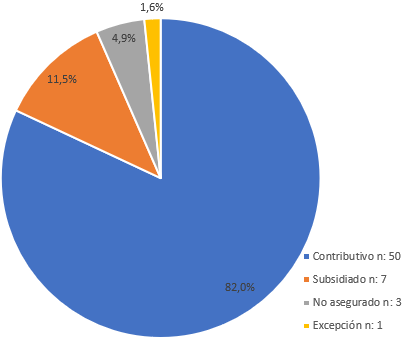 1,6%
4,9%
11,5%
82,0%
Contributivo n: 50
Subsidiado n: 7
No asegurado n: 3
Excepción n: 1